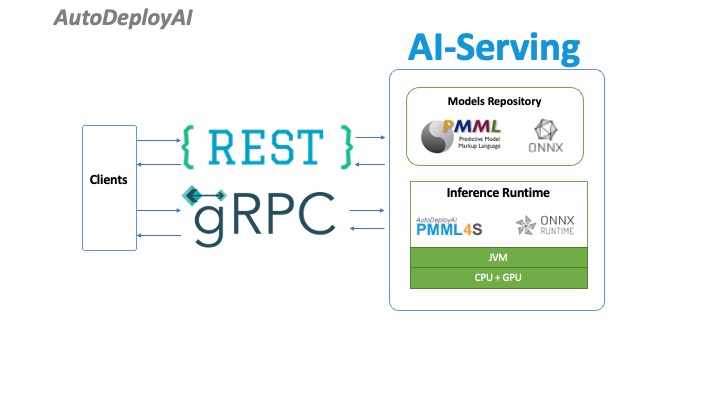 AutoDeployAI
AI-Serving
Models Repository
PMML
Predictive Model
Markup Language
ONNX
Clients
{ REST }
gRPC
Inference Runtime
AutoDeployAI
PMML4S
ONNX
RUNTIME
JVM
CPU + GPU